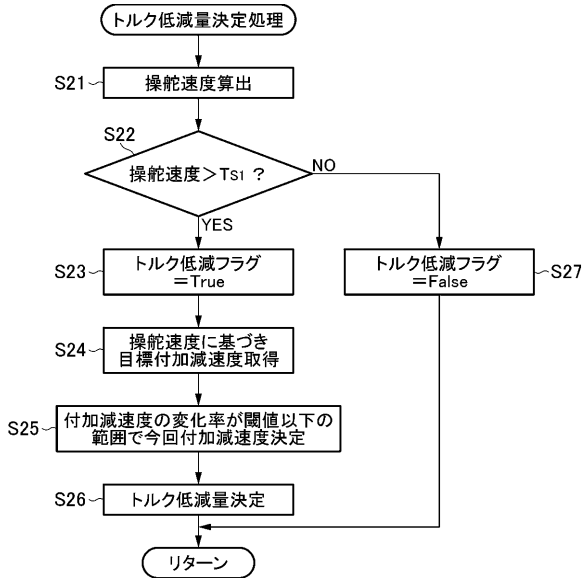 トルク低減量決定処理
S21
操舵速度算出
S22
操舵速度＞TS1 ？
NO
YES
S23
トルク低減フラグ
＝True
トルク低減フラグ
＝False
S27
S24
操舵速度に基づき
目標付加減速度取得
S25
付加減速度の変化率が閾値以下の
範囲で今回付加減速度決定
S26
トルク低減量決定
リターン